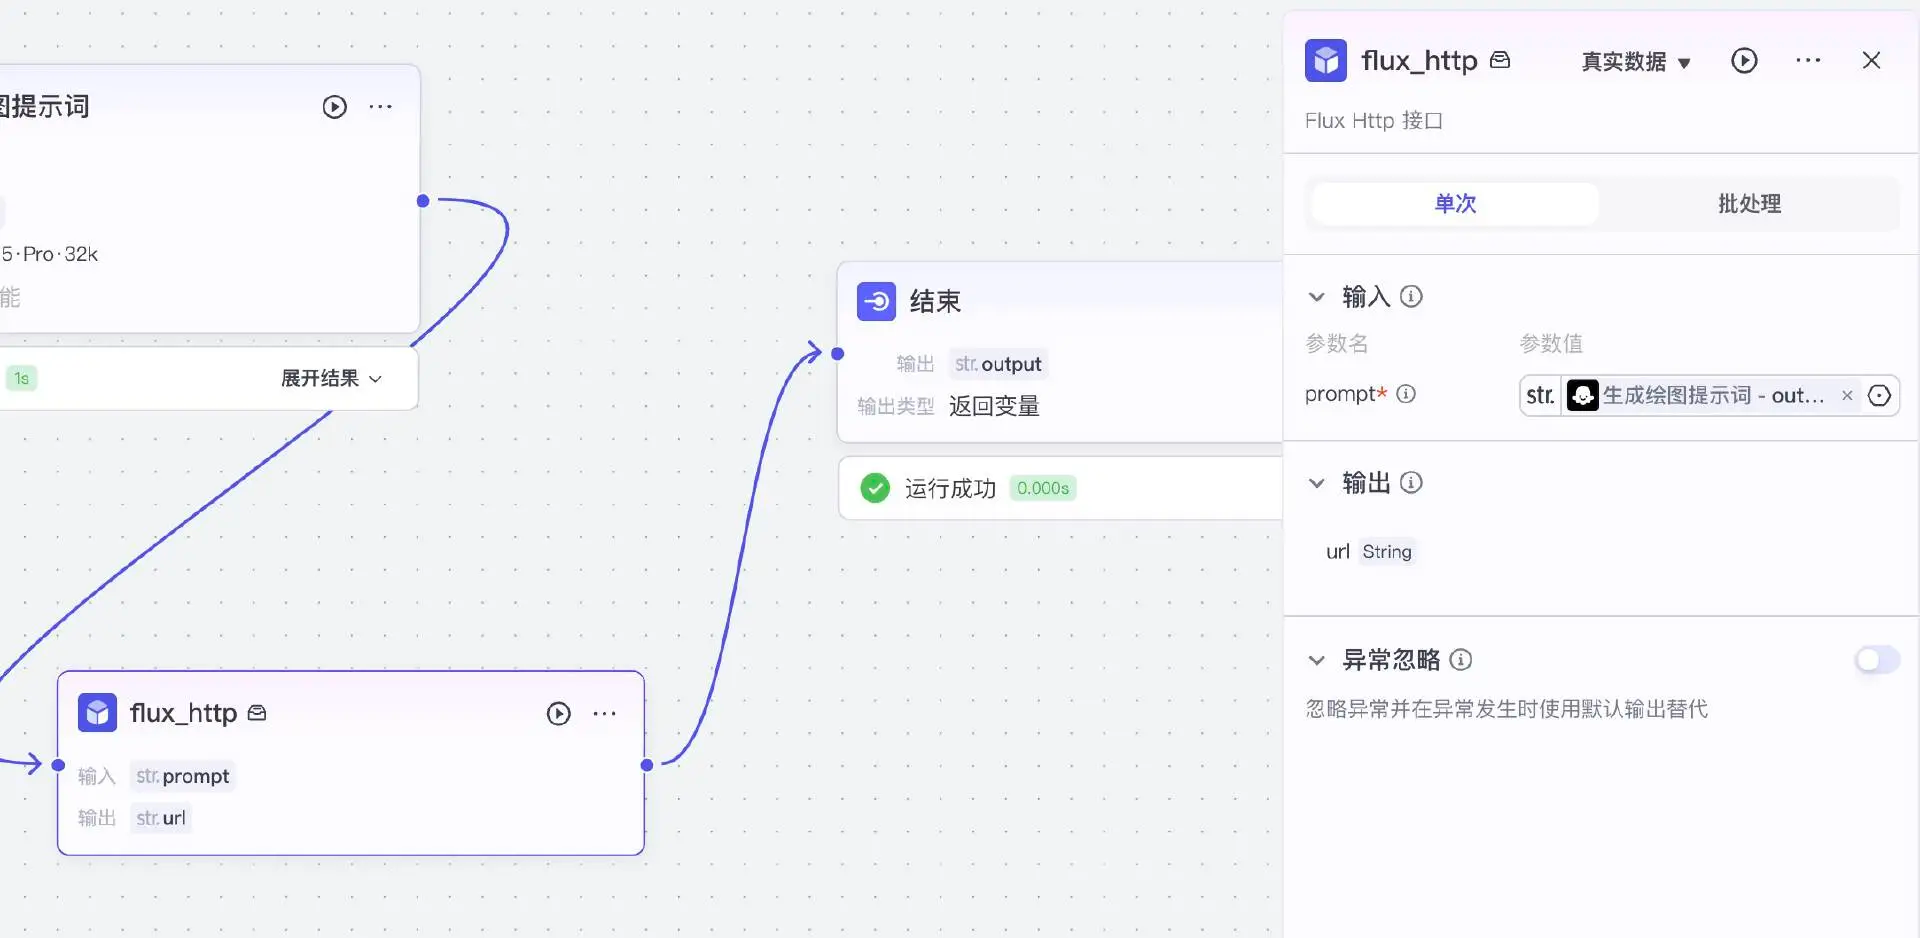 图提示词
5·Pro·32k
能
1s
展开结果
flux_http
输入 str.prompt
输出 str.url
结束
输出 str.output
输出类型 返回变量
运行成功 0.000s
flux_http 真实数据
Flux Http 接口
单次 批处理
输入
参数名 参数值
prompt* str. 生成绘图提示词 - out...
输出
url String
异常忽略
忽略异常并在异常发生时使用默认输出替代